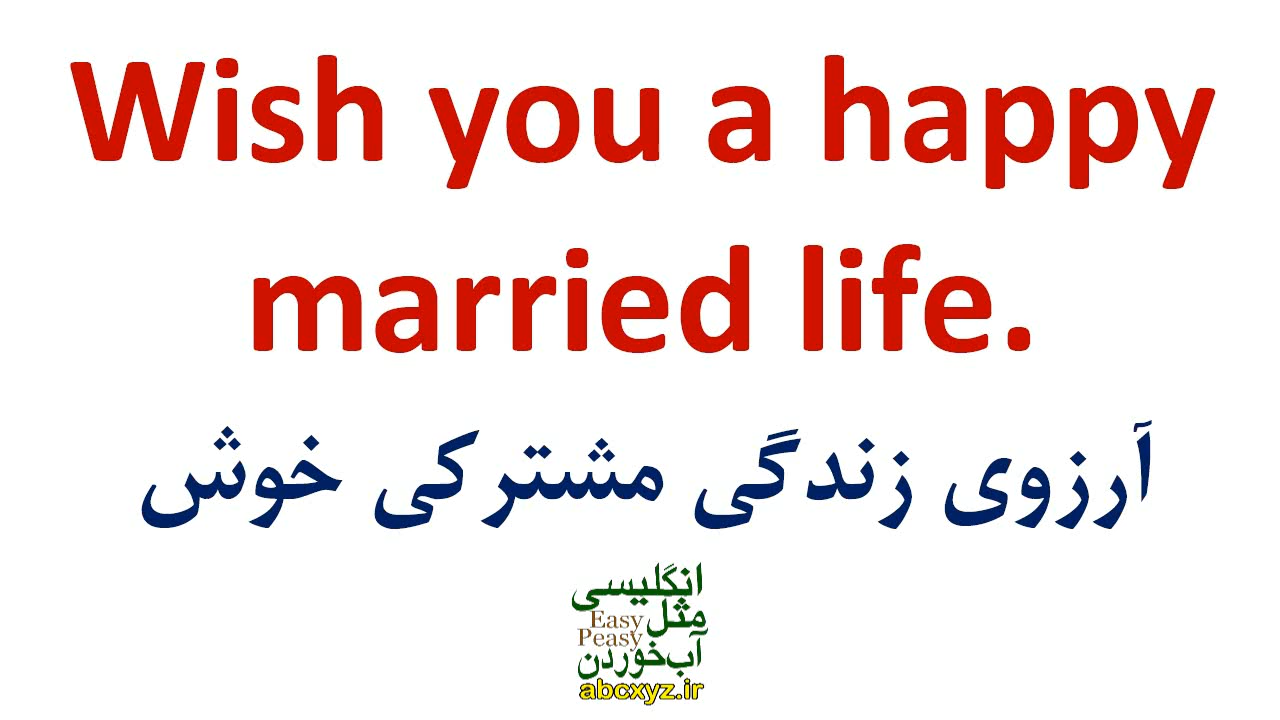 Wish you a happy
married life.
آرزوی زندگی مشترکی خوش
انگلیسی
مثل
Easy
Peasy
آب‌خوردن
abcxyz.ir